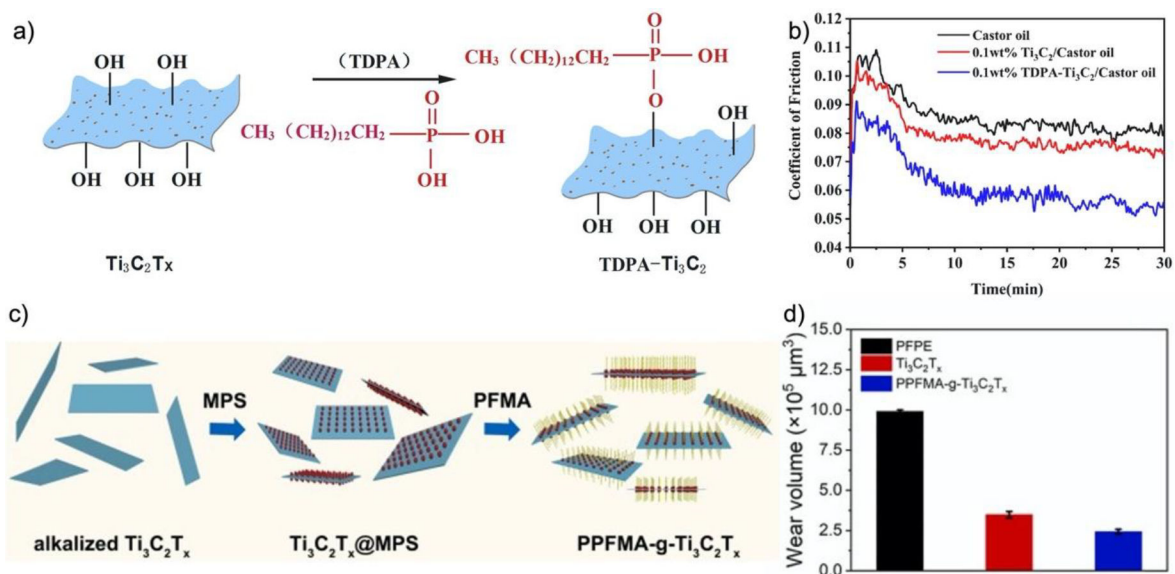 a)
OH OH
OH OH OH
Ti₃C₂Tx
(TDPA)
O
CH₃ (CH₂)₁₂CH₂—P—OH
OH
O
CH₃ (CH₂)₁₂CH₂—P—OH
O
OH
OH OH OH
TDPA-Ti₃C₂
b)
Coefficient of Friction
0.12
0.11
0.10
0.09
0.08
0.07
0.06
0.05
0.04
Castor oil
0.1wt% Ti₃C₂/Castor oil
0.1wt% TDPA-Ti₃C₂/Castor oil
0 5 10 15 20 25 30
Time(min)
c)
MPS
PFMA
alkalized Ti₃C₂Tₓ
Ti₃C₂Tₓ@MPS
PPFMA-g-Ti₃C₂Tₓ
d)
Wear volume (×10⁵ μm³)
15.0
12.5
10.0
7.5
5.0
2.5
0.0
PFPE
Ti₃C₂Tₓ
PPFMA-g-Ti₃C₂Tₓ